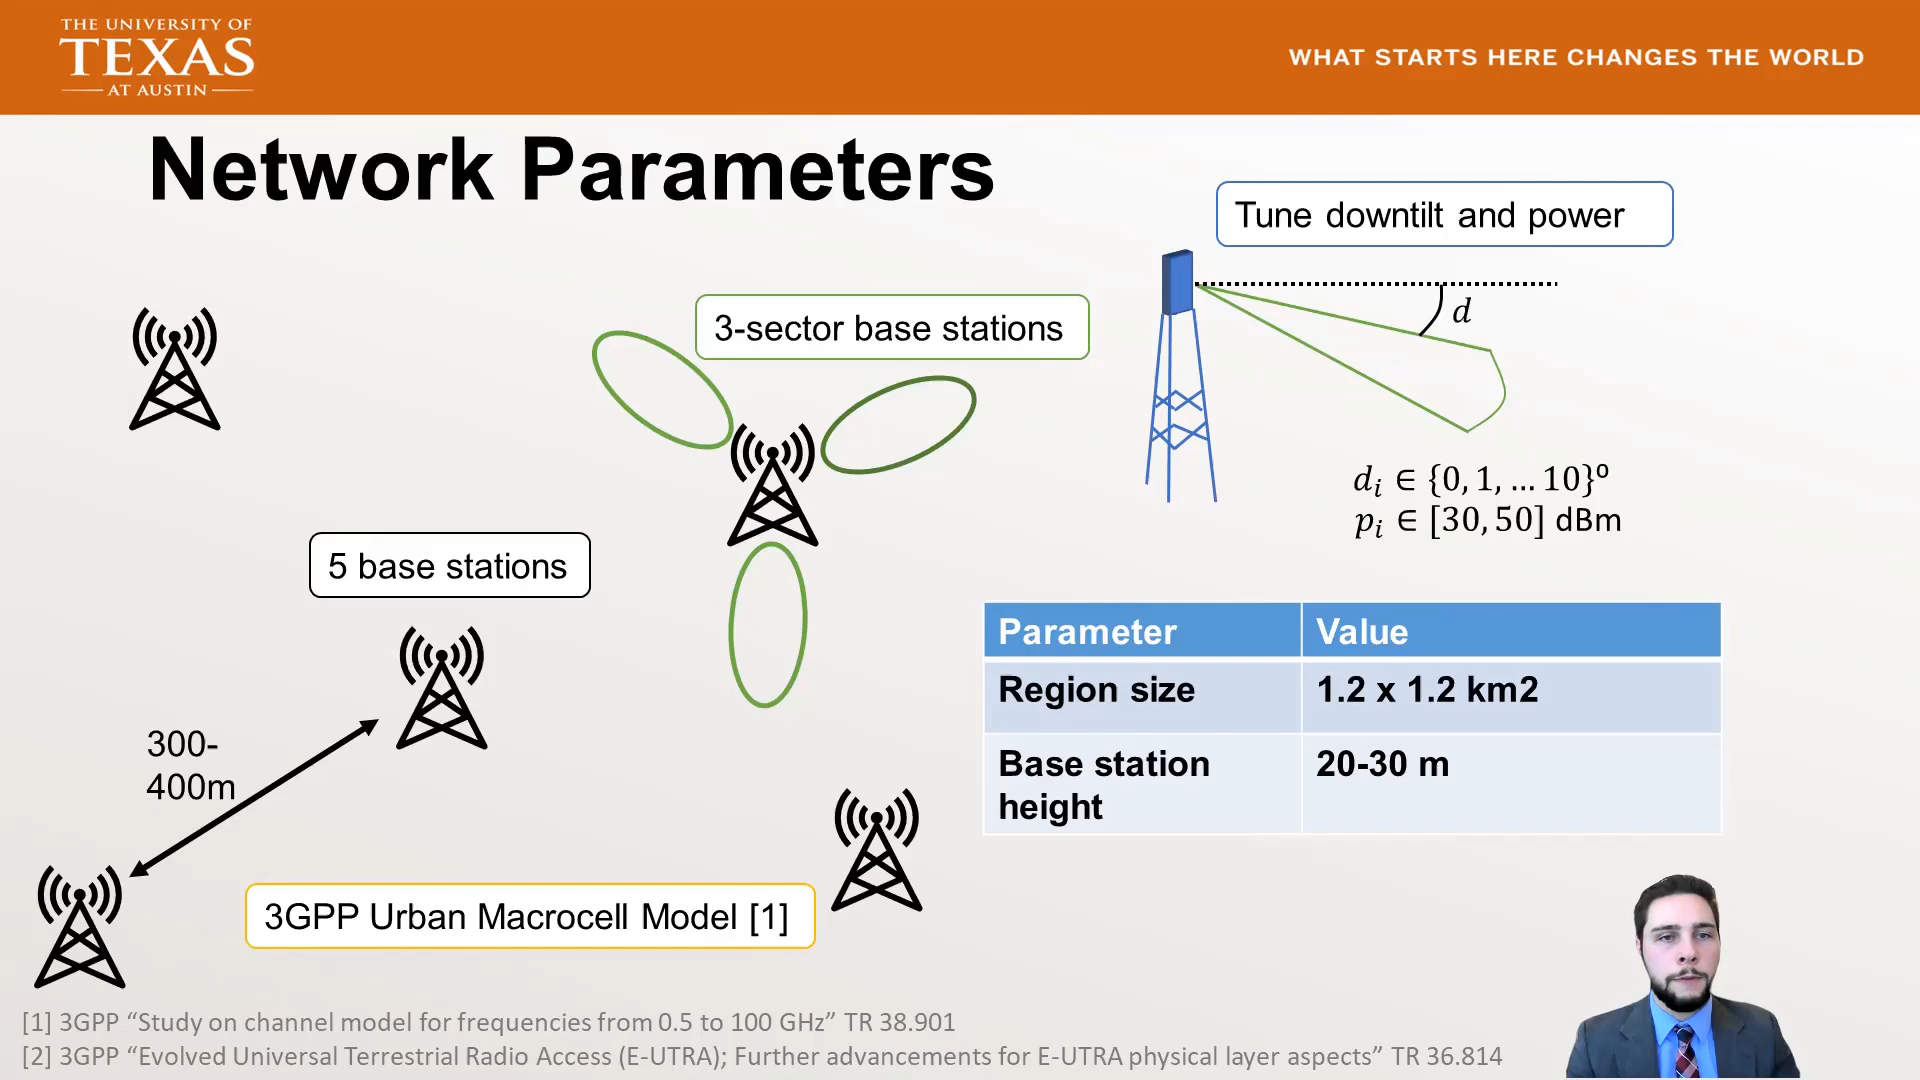 THE UNIVERSITY OF
TEXAS
AT AUSTIN
WHAT STARTS HERE CHANGES THE WORLD
Network Parameters
Tune downtilt and power
3-sector base stations
d
d_i ∈ {0, 1, … 10}º
p_i ∈ [30, 50] dBm
5 base stations
Parameter Value
Region size 1.2 x 1.2 km2
Base station 20-30 m
height
300-
400m
3GPP Urban Macrocell Model [1]
[1] 3GPP “Study on channel model for frequencies from 0.5 to 100 GHz” TR 38.901
[2] 3GPP “Evolved Universal Terrestrial Radio Access (E-UTRA); Further advancements for E-UTRA physical layer aspects” TR 36.814